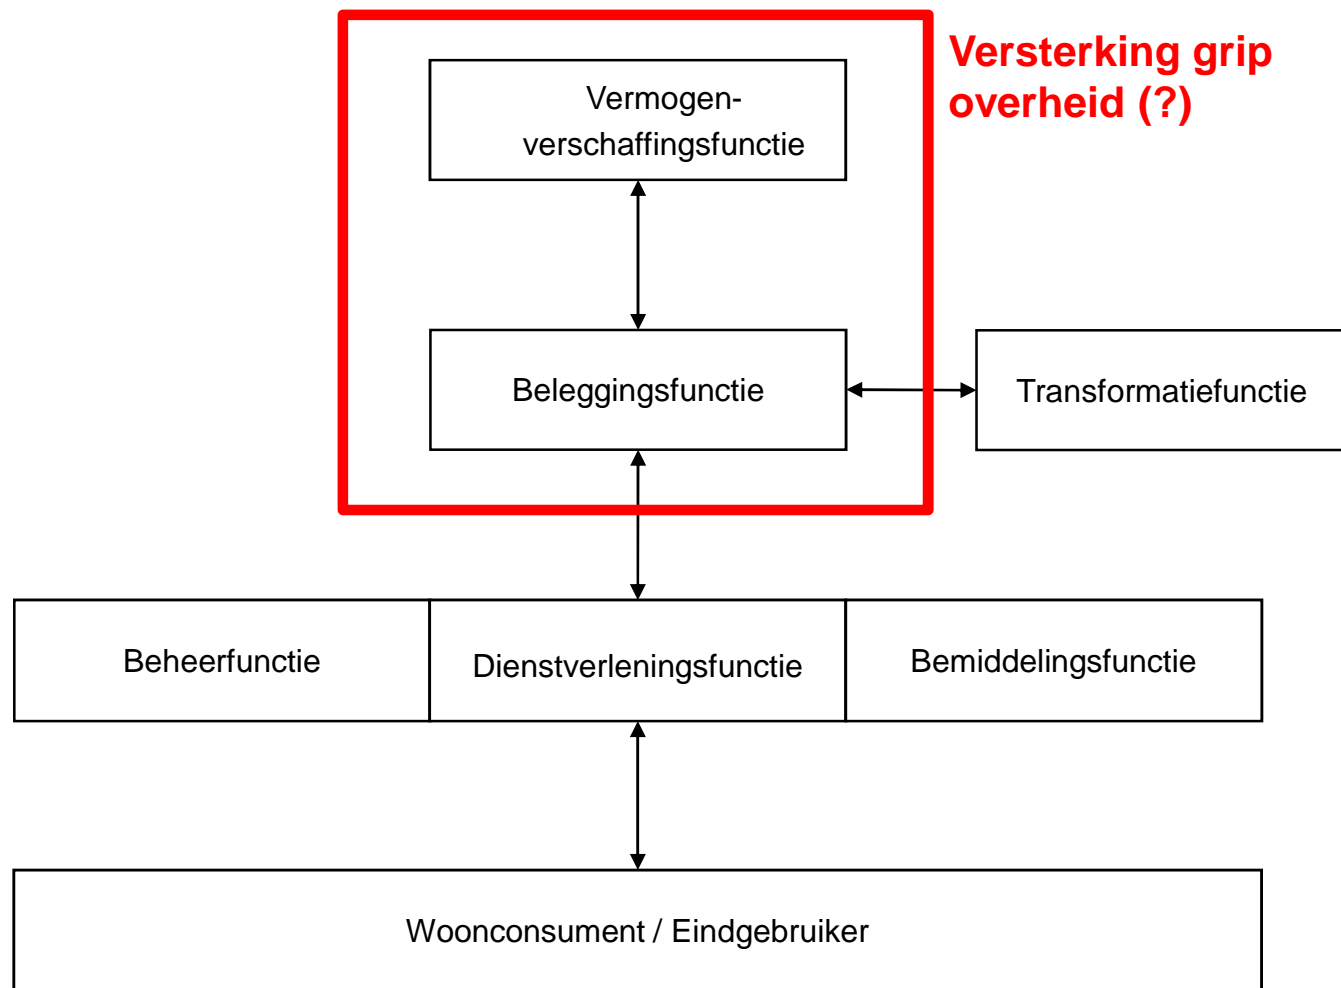 Versterking grip
overheid (?)
Vermogen-
verschaffingsfunctie
Beleggingsfunctie
Transformatiefunctie
Beheerfunctie
Dienstverleningsfunctie
Bemiddelingsfunctie
Woonconsument / Eindgebruiker